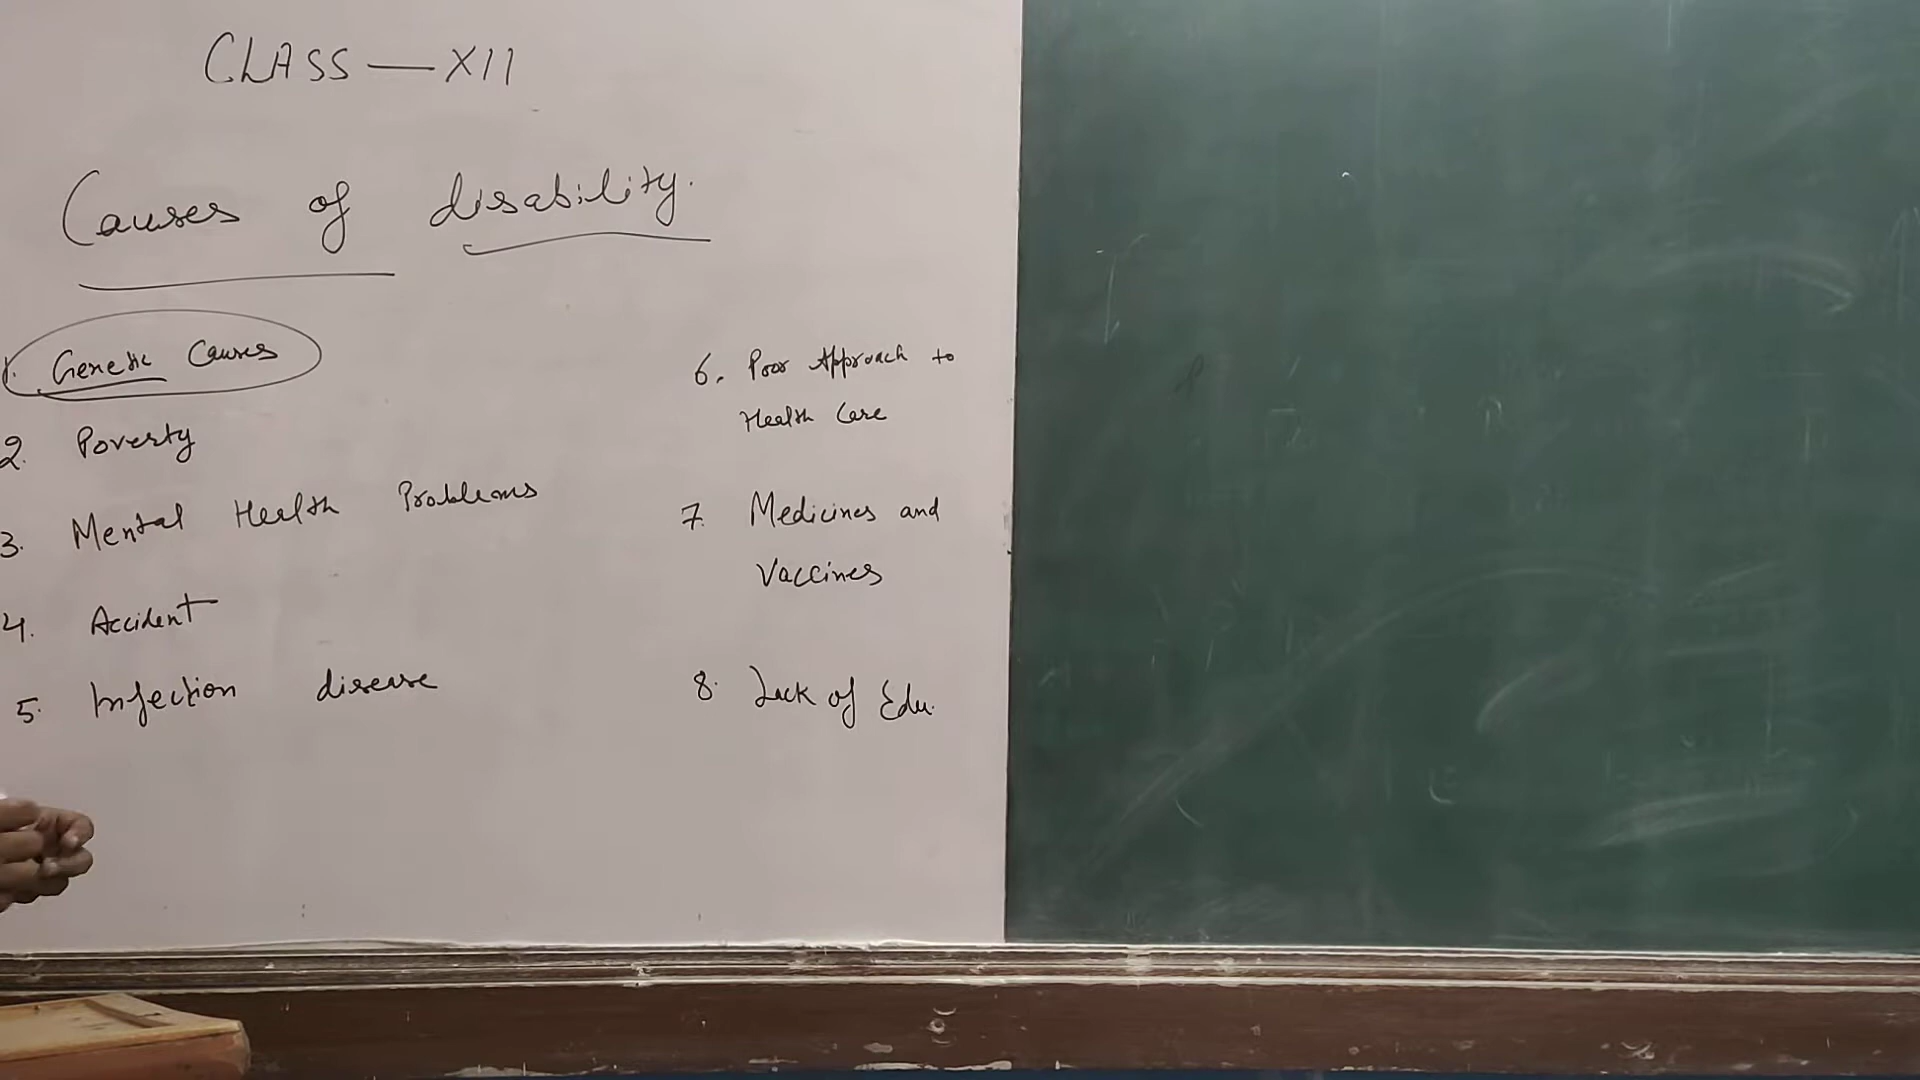 CLASS — XII
Causes of disability.
1. Genetic Causes
2. Poverty
3. Mental Health Problems
4. Accident
5. Infection disease
6. Poor Approach to
Health Care
7. Medicines and
Vaccines
8. Lack of Edu.